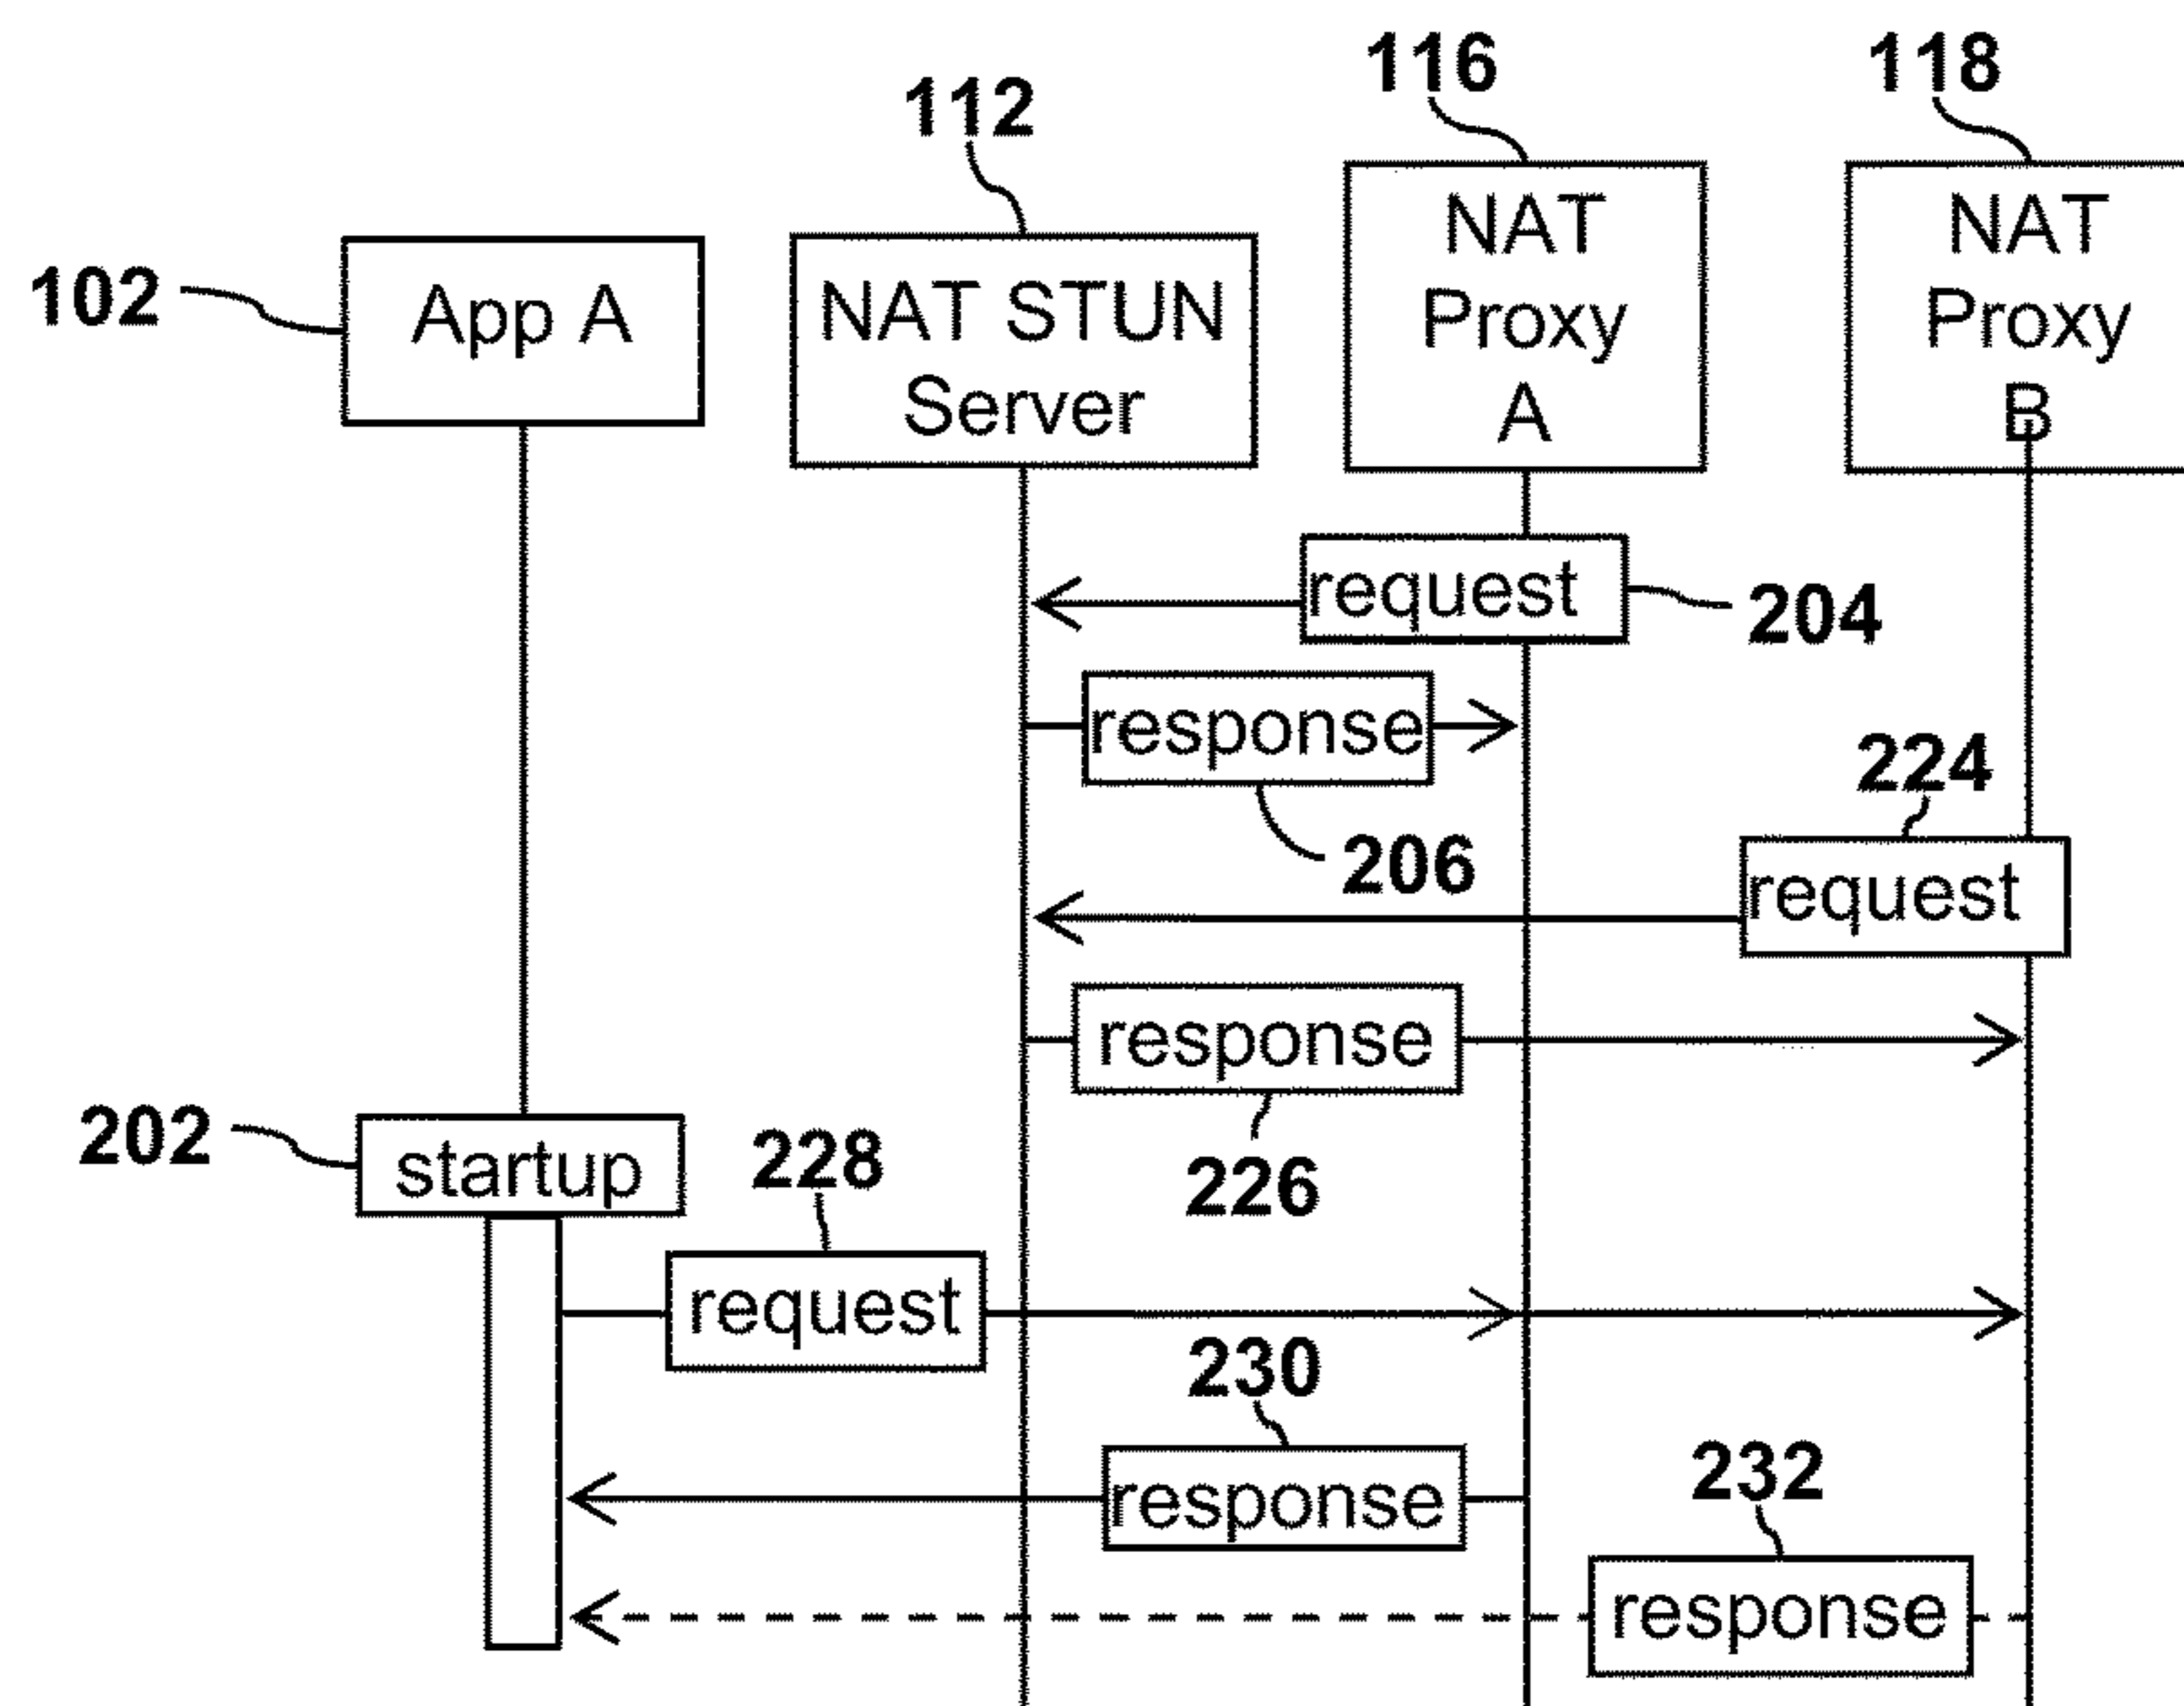 116
118
112
102
App A
NAT STUN
Server
NAT
Proxy
A
NAT
Proxy
B
request
204
response
206
224
request
response
226
202
startup
228
request
230
response
232
response